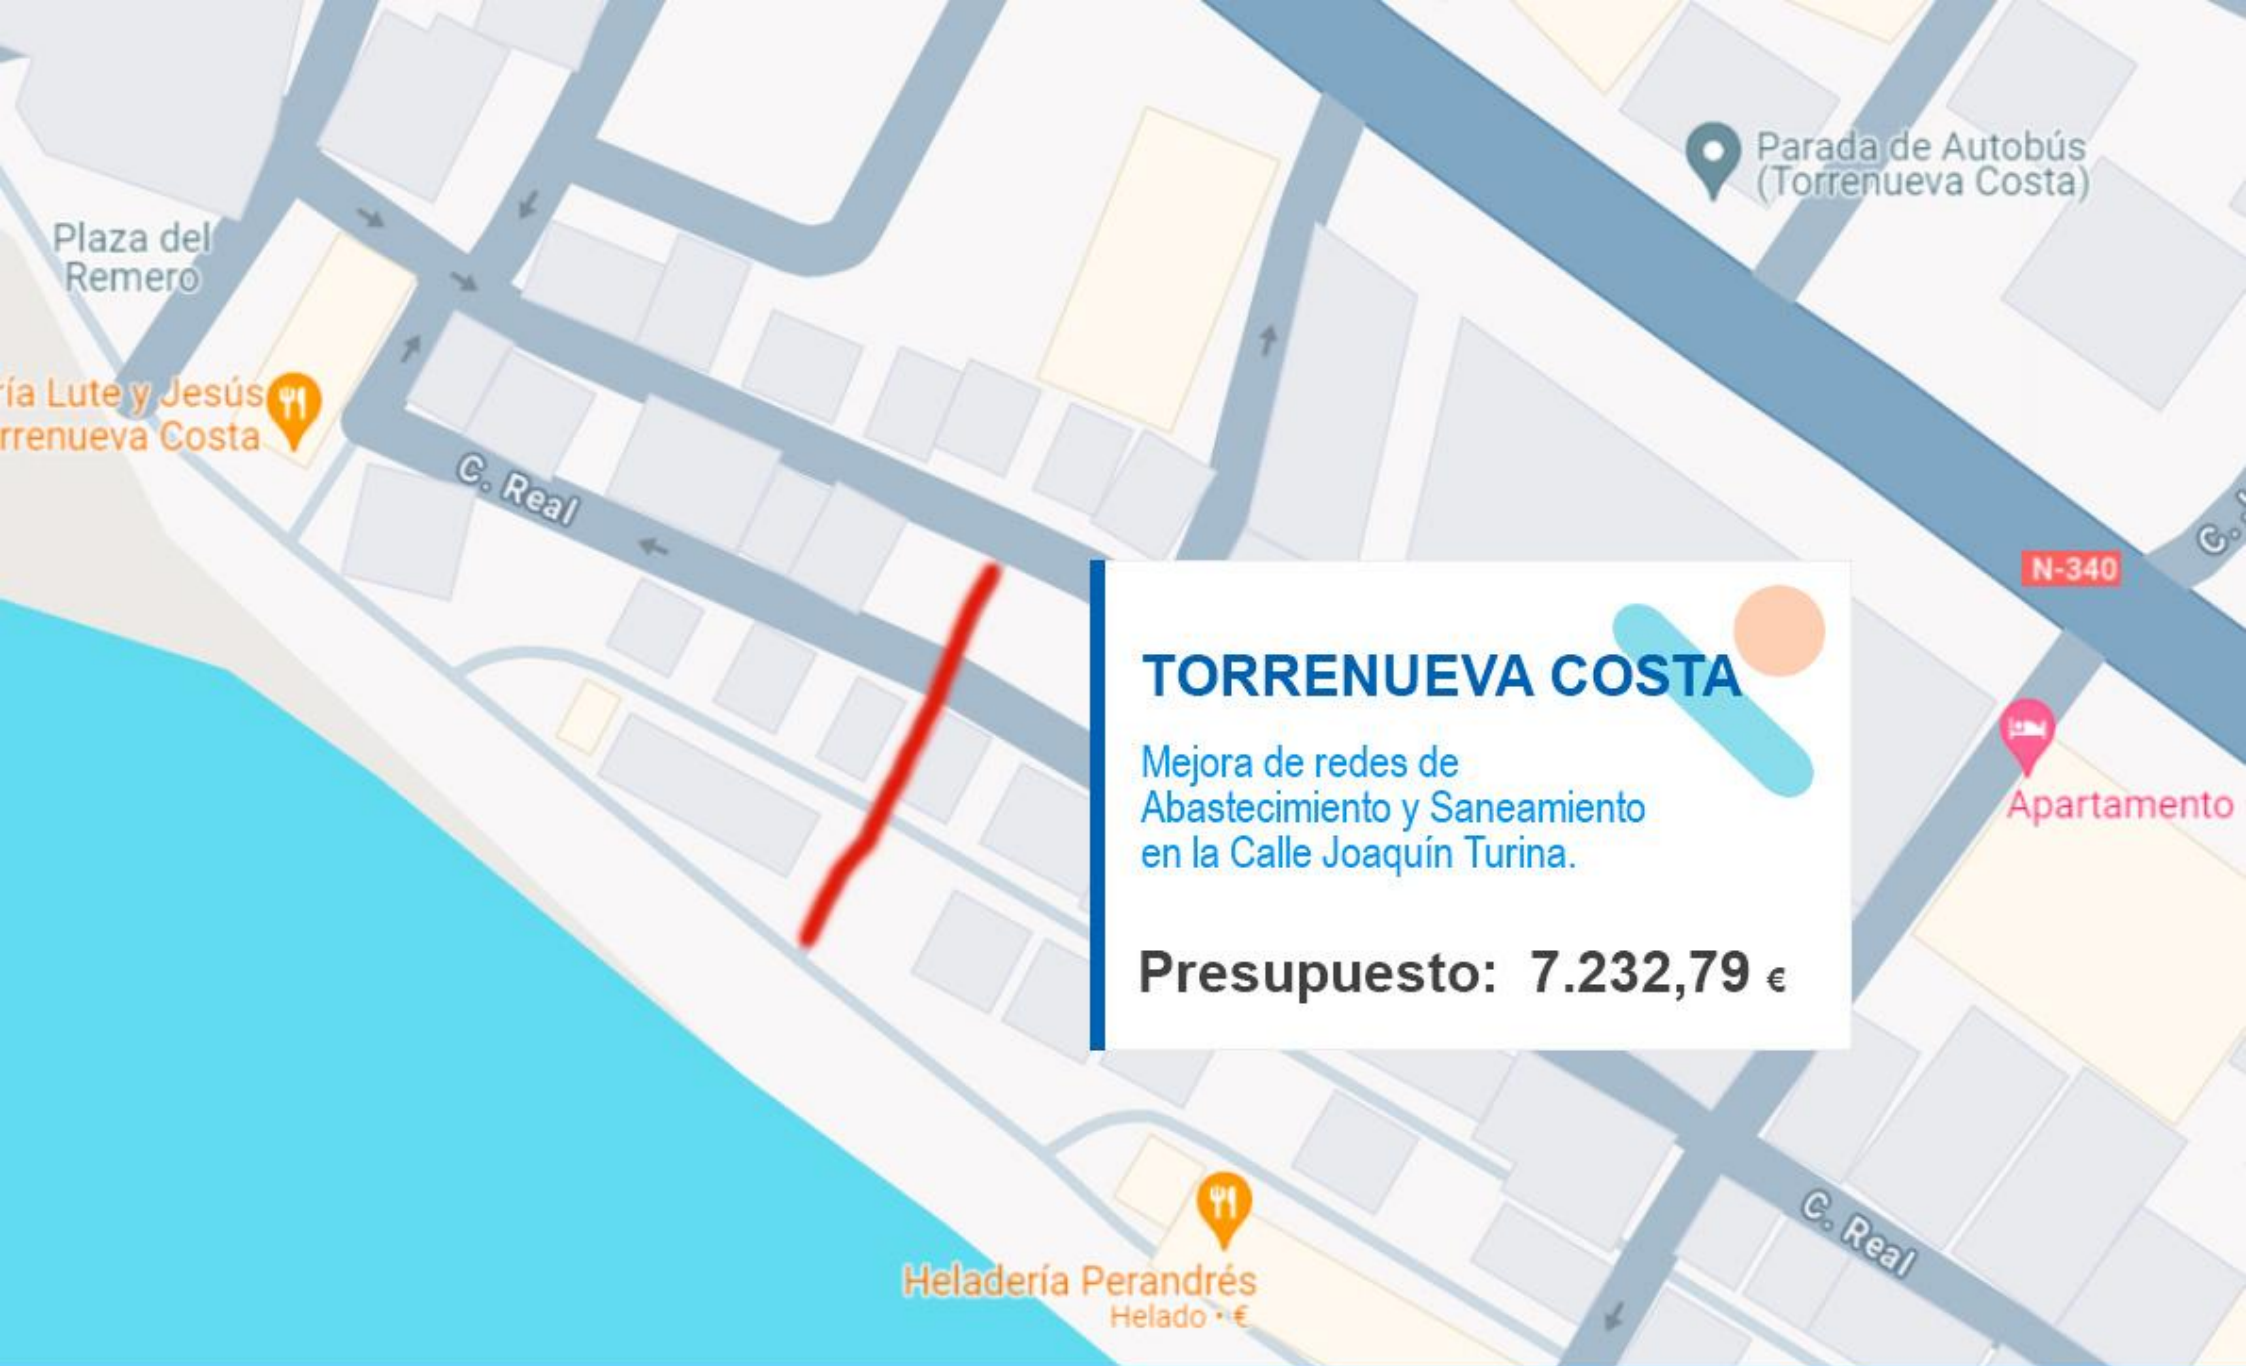 Parada de Autobús
(Torrenueva Costa)
Plaza del
Remero
ría Lute y Jesús
rrenueva Costa
C. Real
N-340
C.
TORRENUEVA COSTA
Mejora de redes de
Abastecimiento y Saneamiento
en la Calle Joaquín Turina.
Presupuesto: 7.232,79 €
Apartamento
C. Real
Heladería Perandrés
Helado · €